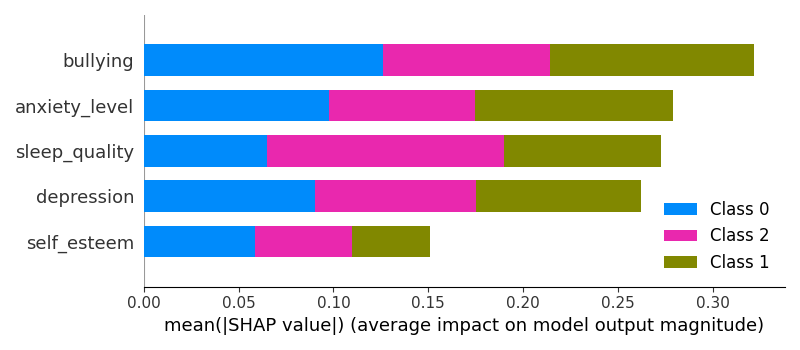 bullying
anxiety_level
sleep_quality
depression
self_esteem
Class 0
Class 2
Class 1
0.00 0.05 0.10 0.15 0.20 0.25 0.30
mean(|SHAP value|) (average impact on model output magnitude)